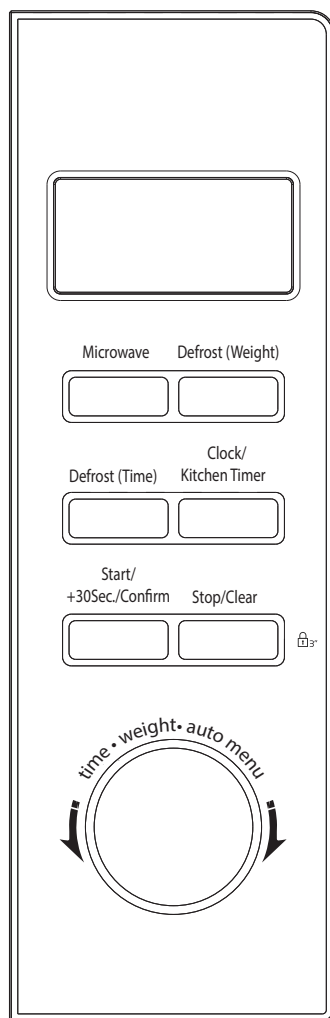 Microwave
Defrost (Weight)
Defrost (Time)
Clock/
Kitchen Timer
Start/
+30Sec./Confirm
Stop/Clear
3"
time • weight • auto menu